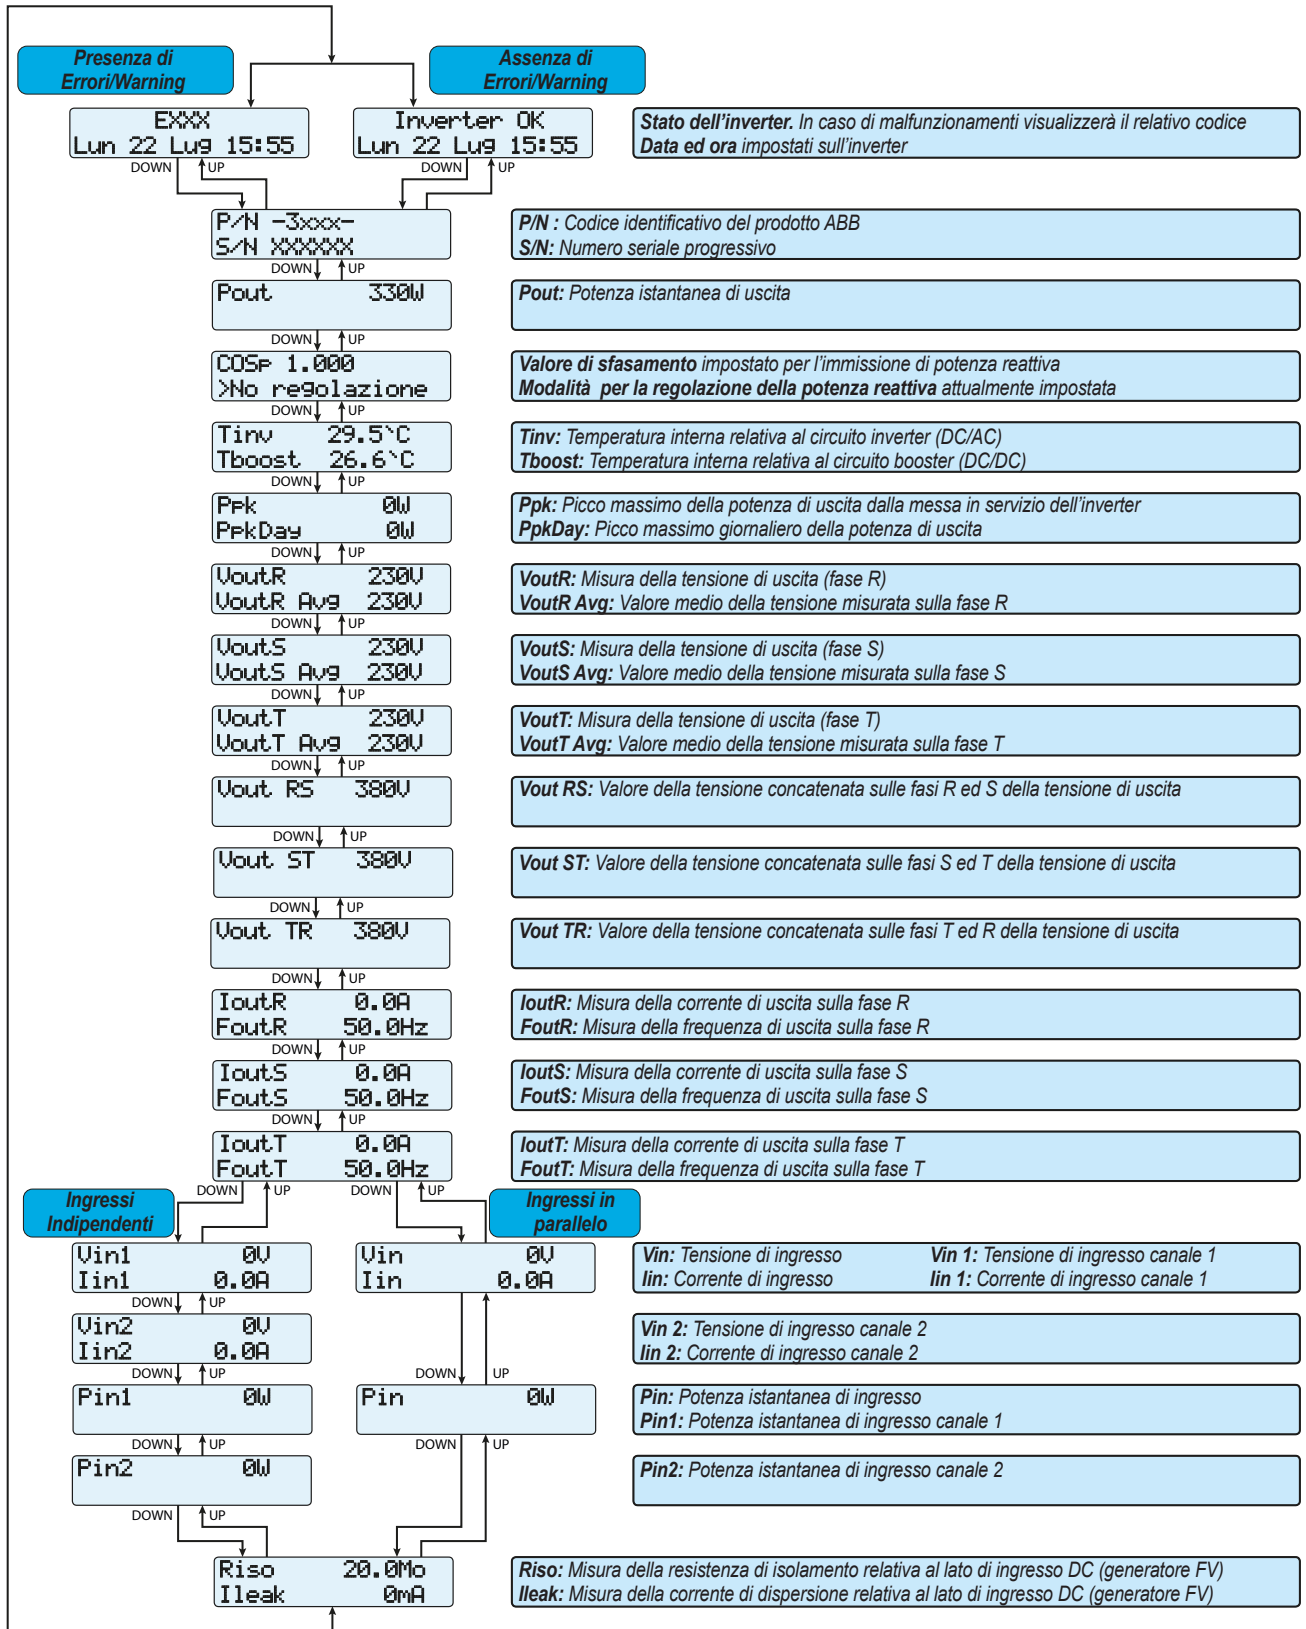 Presenza di
Errori/Warning
Assenza di
Errori/Warning
EXXX
Lun 22 Lug 15:55
Inverter OK
Lun 22 Lug 15:55
Stato dell'inverter. In caso di malfunzionamenti visualizzerà il relativo codice
Data ed ora impostati sull'inverter
DOWN UP
DOWN UP
P/N -3xxx-
S/N XXXXXX
P/N : Codice identificativo del prodotto ABB
S/N: Numero seriale progressivo
DOWN UP
Pout 330W
Pout: Potenza istantanea di uscita
DOWN UP
COSP 1.000
>No regolazione
Valore di sfasamento impostato per l'immissione di potenza reattiva
Modalità per la regolazione della potenza reattiva attualmente impostata
DOWN UP
Tinv 29.5`C
Tboost 26.6`C
Tinv: Temperatura interna relativa al circuito inverter (DC/AC)
Tboost: Temperatura interna relativa al circuito booster (DC/DC)
DOWN UP
Ppk 0W
PpkDay 0W
Ppk: Picco massimo della potenza di uscita dalla messa in servizio dell'inverter
PpkDay: Picco massimo giornaliero della potenza di uscita
DOWN UP
VoutR 230V
VoutR Avg 230V
VoutR: Misura della tensione di uscita (fase R)
VoutR Avg: Valore medio della tensione misurata sulla fase R
DOWN UP
VoutS 230V
VoutS Avg 230V
VoutS: Misura della tensione di uscita (fase S)
VoutS Avg: Valore medio della tensione misurata sulla fase S
DOWN UP
VoutT 230V
VoutT Avg 230V
VoutT: Misura della tensione di uscita (fase T)
VoutT Avg: Valore medio della tensione misurata sulla fase T
DOWN UP
Vout RS 380V
Vout RS: Valore della tensione concatenata sulle fasi R ed S della tensione di uscita
DOWN UP
Vout ST 380V
Vout ST: Valore della tensione concatenata sulle fasi S ed T della tensione di uscita
DOWN UP
Vout TR 380V
Vout TR: Valore della tensione concatenata sulle fasi T ed R della tensione di uscita
DOWN UP
IoutR 0.0A
FoutR 50.0Hz
IoutR: Misura della corrente di uscita sulla fase R
FoutR: Misura della frequenza di uscita sulla fase R
DOWN UP
IoutS 0.0A
FoutS 50.0Hz
IoutS: Misura della corrente di uscita sulla fase S
FoutS: Misura della frequenza di uscita sulla fase S
DOWN UP
IoutT 0.0A
FoutT 50.0Hz
IoutT: Misura della corrente di uscita sulla fase T
FoutT: Misura della frequenza di uscita sulla fase T
DOWN UP
DOWN UP
Ingressi
Indipendenti
Ingressi in
parallelo
Vin1 0V
Iin1 0.0A
Vin 0V
Iin 0.0A
Vin: Tensione di ingresso Vin 1: Tensione di ingresso canale 1
Iin: Corrente di ingresso Iin 1: Corrente di ingresso canale 1
DOWN UP
Vin2 0V
Iin2 0.0A
Vin 2: Tensione di ingresso canale 2
Iin 2: Corrente di ingresso canale 2
DOWN UP
DOWN UP
Pin1 0W
Pin 0W
Pin: Potenza istantanea di ingresso
Pin1: Potenza istantanea di ingresso canale 1
DOWN UP
DOWN UP
Pin2 0W
Pin2: Potenza istantanea di ingresso canale 2
DOWN UP
Riso 20.0Mo
Ileak 0mA
Riso: Misura della resistenza di isolamento relativa al lato di ingresso DC (generatore FV)
Ileak: Misura della corrente di dispersione relativa al lato di ingresso DC (generatore FV)